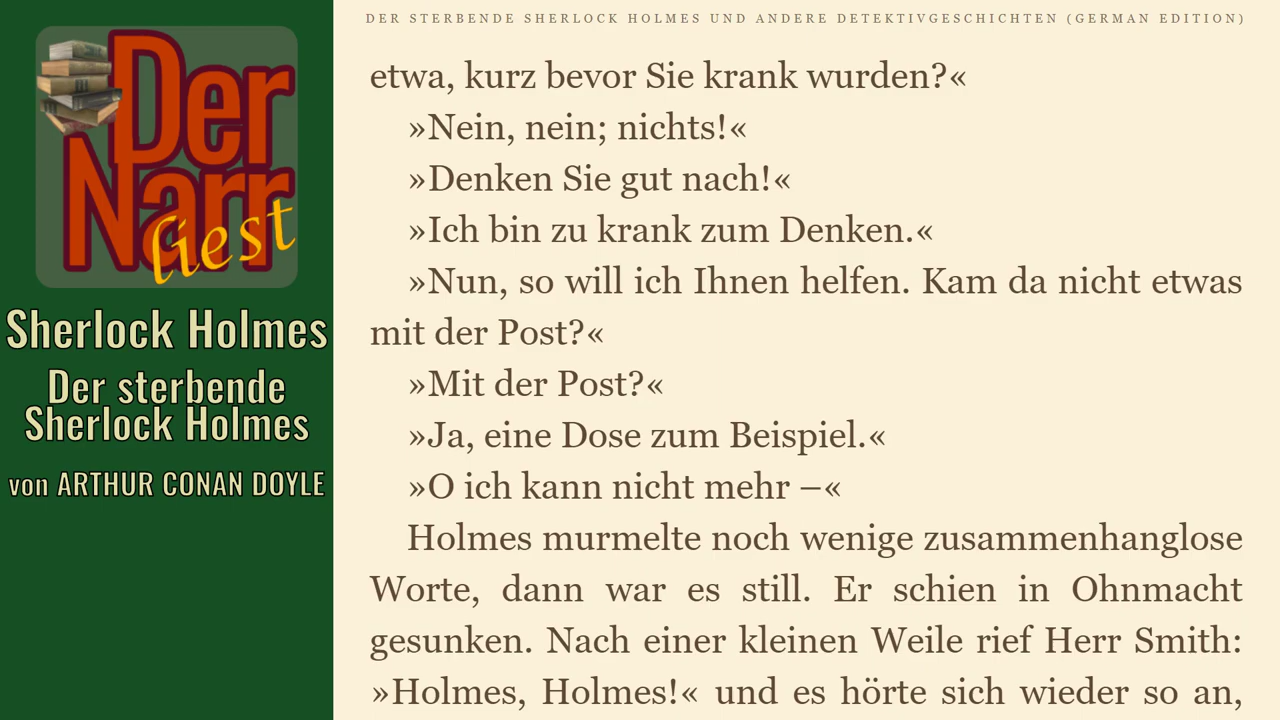 Der
Narr
liest
Sherlock Holmes
Der sterbende
Sherlock Holmes
von ARTHUR CONAN DOYLE
DER STERBENDE SHERLOCK HOLMES UND ANDERE DETEKTIVGESCHICHTEN (GERMAN EDITION)
etwa, kurz bevor Sie krank wurden?«
»Nein, nein; nichts!«
»Denken Sie gut nach!«
»Ich bin zu krank zum Denken.«
»Nun, so will ich Ihnen helfen. Kam da nicht etwas
mit der Post?«
»Mit der Post?«
»Ja, eine Dose zum Beispiel.«
»O ich kann nicht mehr –«
Holmes murmelte noch wenige zusammenhanglose
Worte, dann war es still. Er schien in Ohnmacht
gesunken. Nach einer kleinen Weile rief Herr Smith:
»Holmes, Holmes!« und es hörte sich wieder so an,